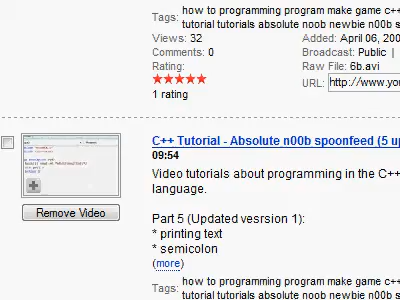 Tags: how to programming program make game c++
tutorial tutorials absolute noob newbie n00b s
Views: 32 Added: April 06, 200
Comments: 0 Broadcast: Public |
Rating: Raw File: 6b.avi
URL: http://www.you
1 rating
C++ Tutorial - Absolute n00b spoonfeed (5 up
09:54
Video tutorials about programming in the C++
language.
Remove Video
Part 5 (Updated vesrsion 1):
* printing text
* semicolon
(more)
Tags: how to programming program make game c++
tutorial tutorials absolute noob newbie n00b s